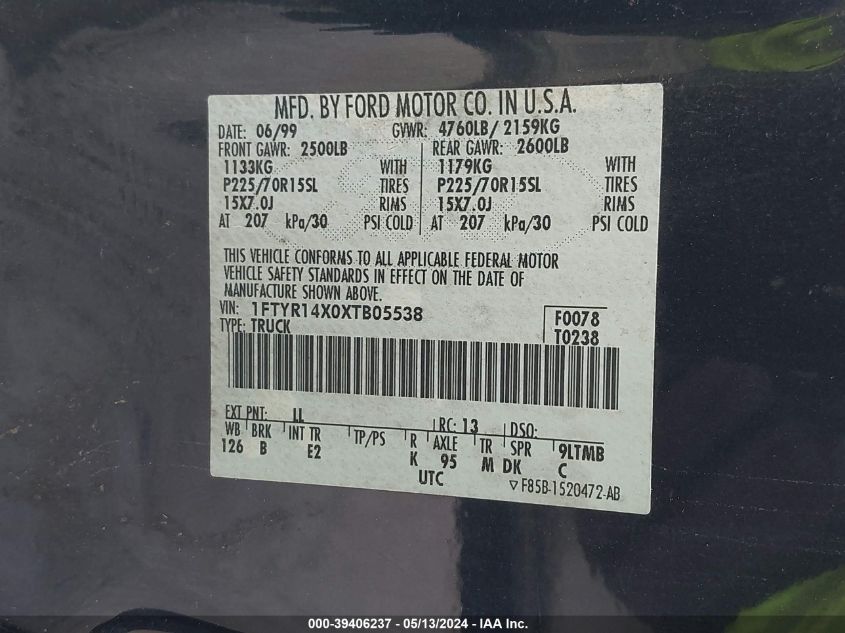 MFD. BY FORD MOTOR CO. IN U.S.A.
DATE: 06/99 GVWR: 4760LB/ 2159KG
FRONT GAWR: 2500LB REAR GAWR: 2600LB
1133KG WITH 1179KG WITH
P225/70R15SL TIRES P225/70R15SL TIRES
15X7.0J RIMS 15X7.0J RIMS
AT 207 kPa/30 PSI COLD AT 207 kPa/30 PSI COLD
THIS VEHICLE CONFORMS TO ALL APPLICABLE FEDERAL MOTOR
VEHICLE SAFETY STANDARDS IN EFFECT ON THE DATE OF
MANUFACTURE SHOWN ABOVE.
VIN: 1FTYR14X0XTB05538 F0078
TYPE: TRUCK T0238
EXT PNT: LL RC: 13 DSO:
WB BRK INT TR TP/PS R AXLE TR SPR 9LTMB
126 B E2 K 95 M DK C
UTC ▽F85B-1520472-AB
000-39406237 - 05/13/2024 - IAA Inc.